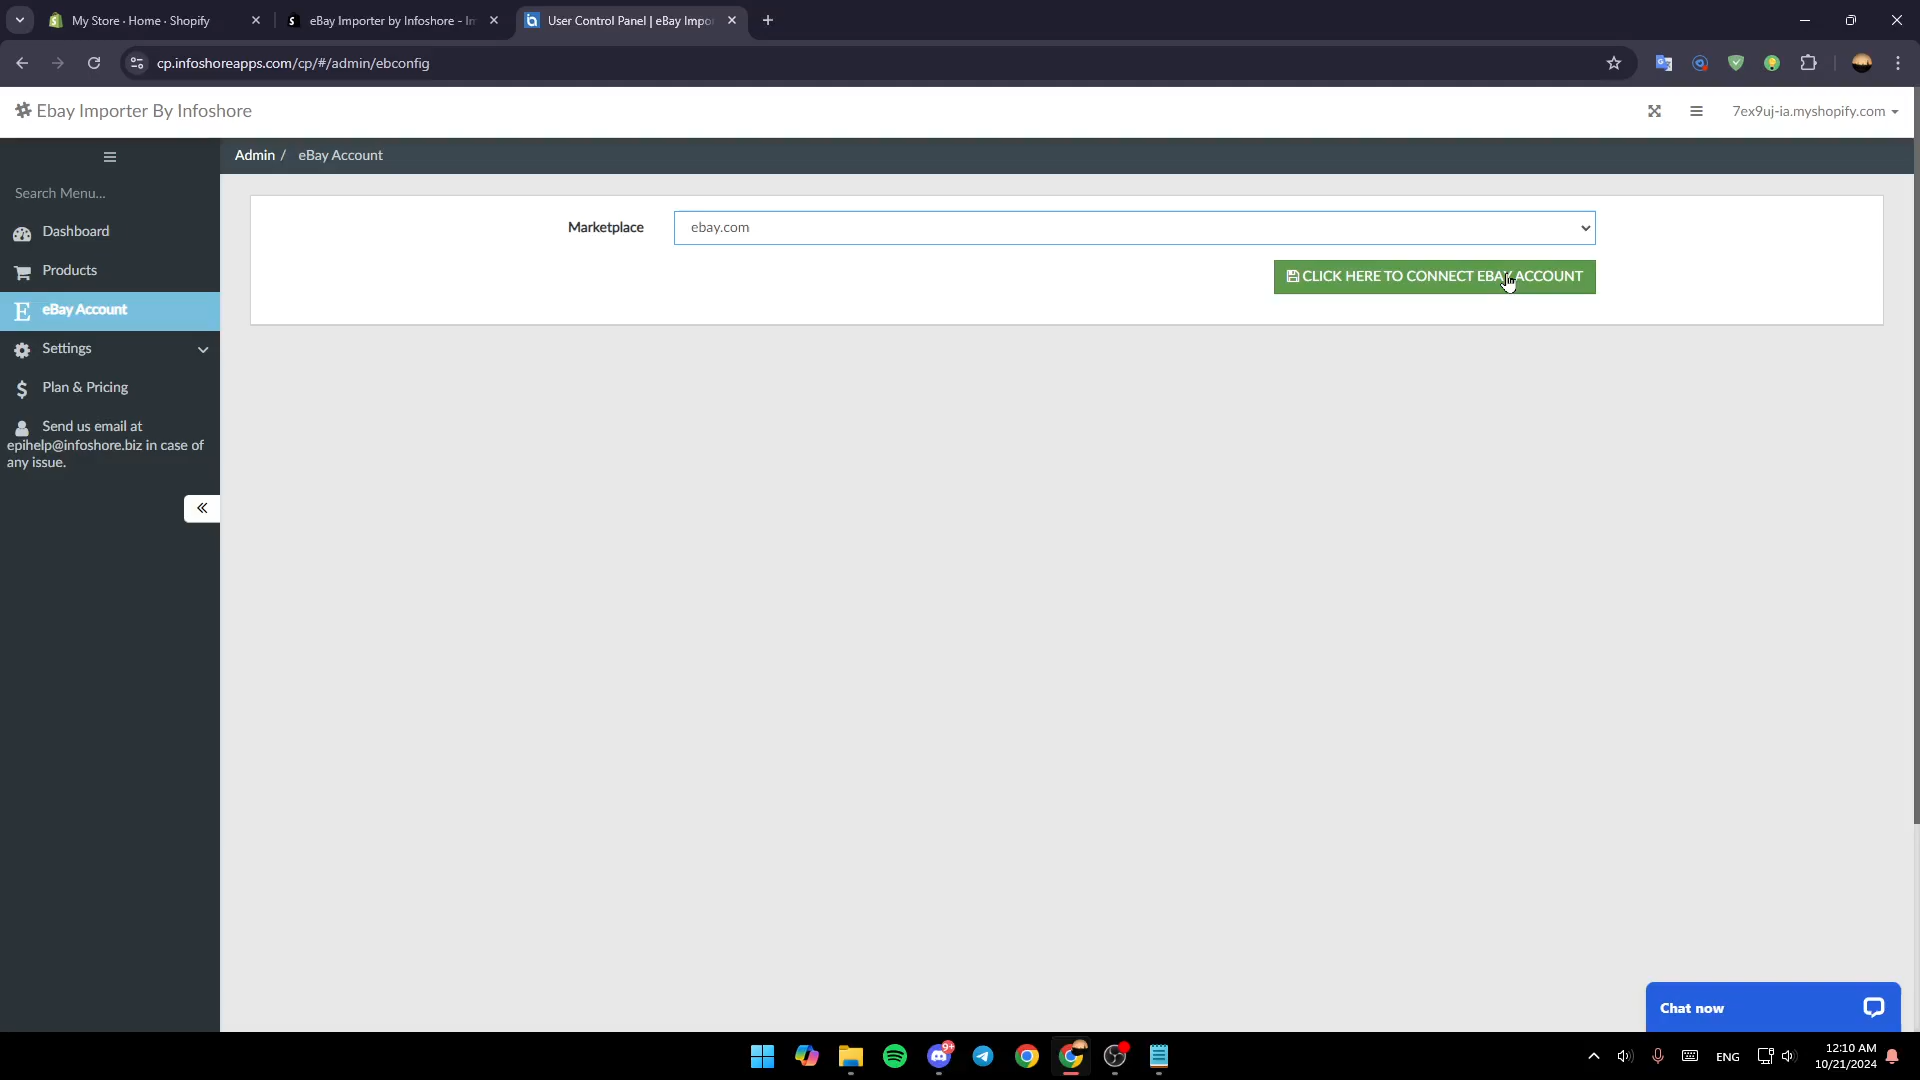 My Store · Home · Shopify
eBay Importer by Infoshore - Im
User Control Panel | eBay Impo
cp.infoshoreapps.com/cp/#/admin/ebconfig
Ebay Importer By Infoshore
7ex9uj-ia.myshopify.com
Admin / eBay Account
Search Menu...
Marketplace
ebay.com
Dashboard
CLICK HERE TO CONNECT EBAY ACCOUNT
Products
eBay Account
Settings
Plan & Pricing
Send us email at
epihelp@infoshore.biz in case of
any issue.
Chat now
9+
ENG
12:10 AM
10/21/2024